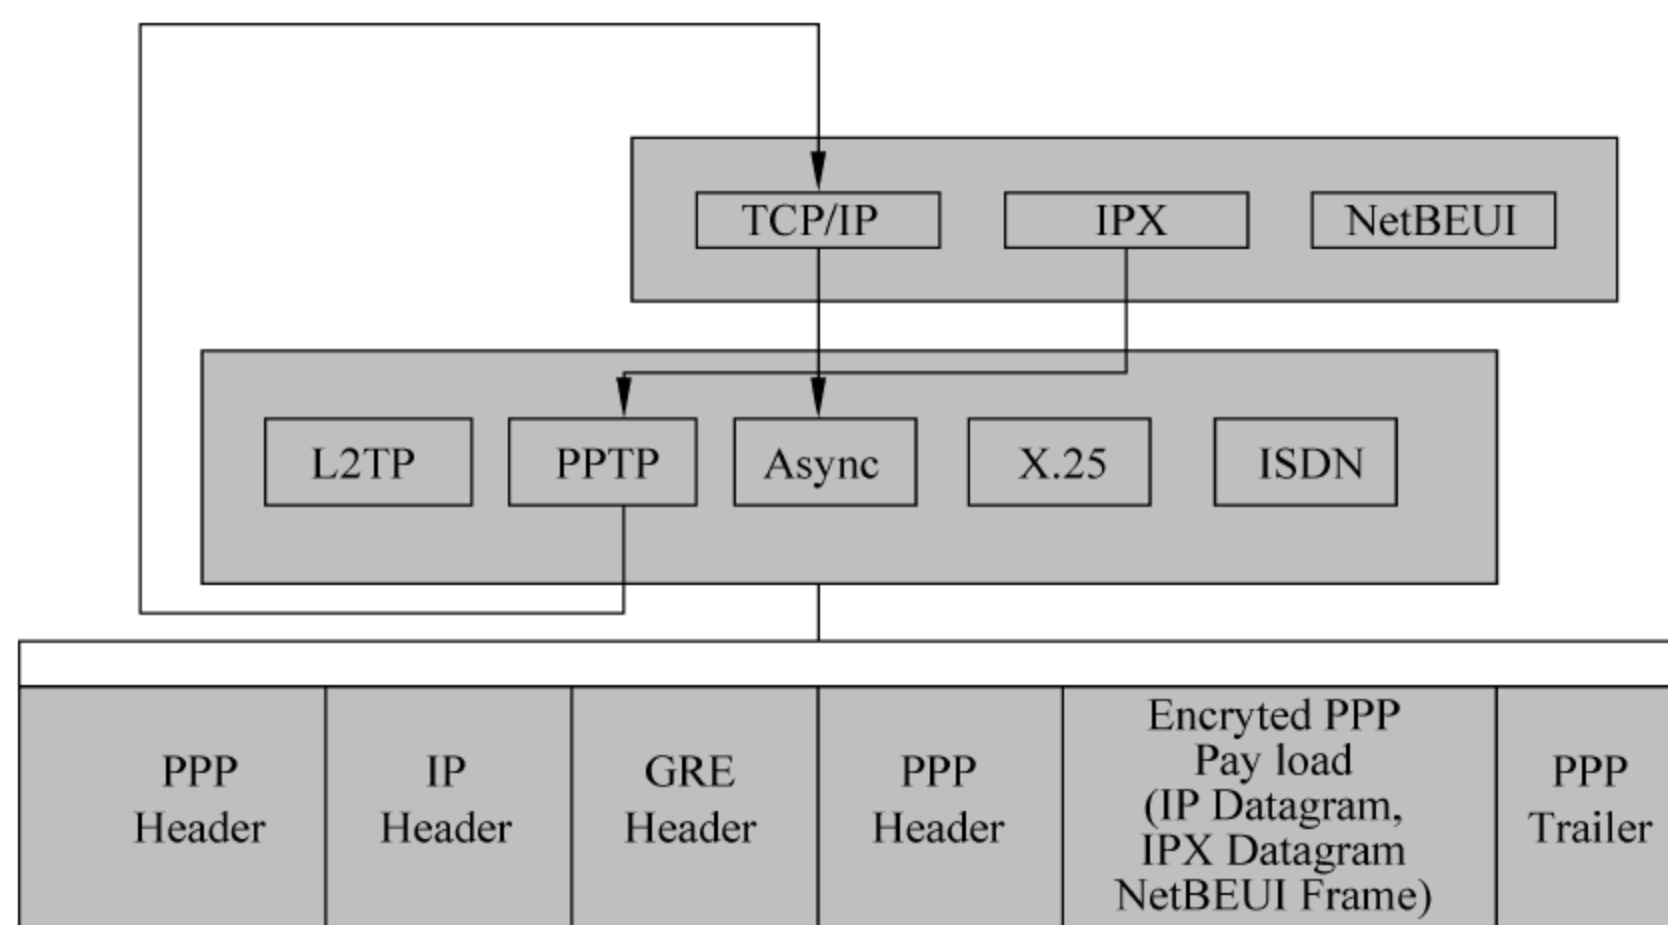 TCP/IP
IPX
NetBEUI
L2TP
PPTP
Async
X.25
ISDN
PPP
Header
IP
Header
GRE
Header
PPP
Header
Encryted PPP
Pay load
(IP Datagram,
IPX Datagram
NetBEUI Frame)
PPP
Trailer